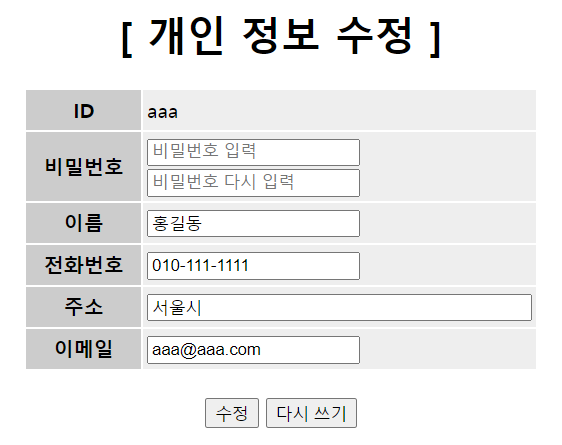 [ 개인 정보 수정 ]
ID aaa
비밀번호 비밀번호 입력
비밀번호 다시 입력
이름 홍길동
전화번호 010-111-1111
주소 서울시
이메일 aaa@aaa.com
수정 다시 쓰기